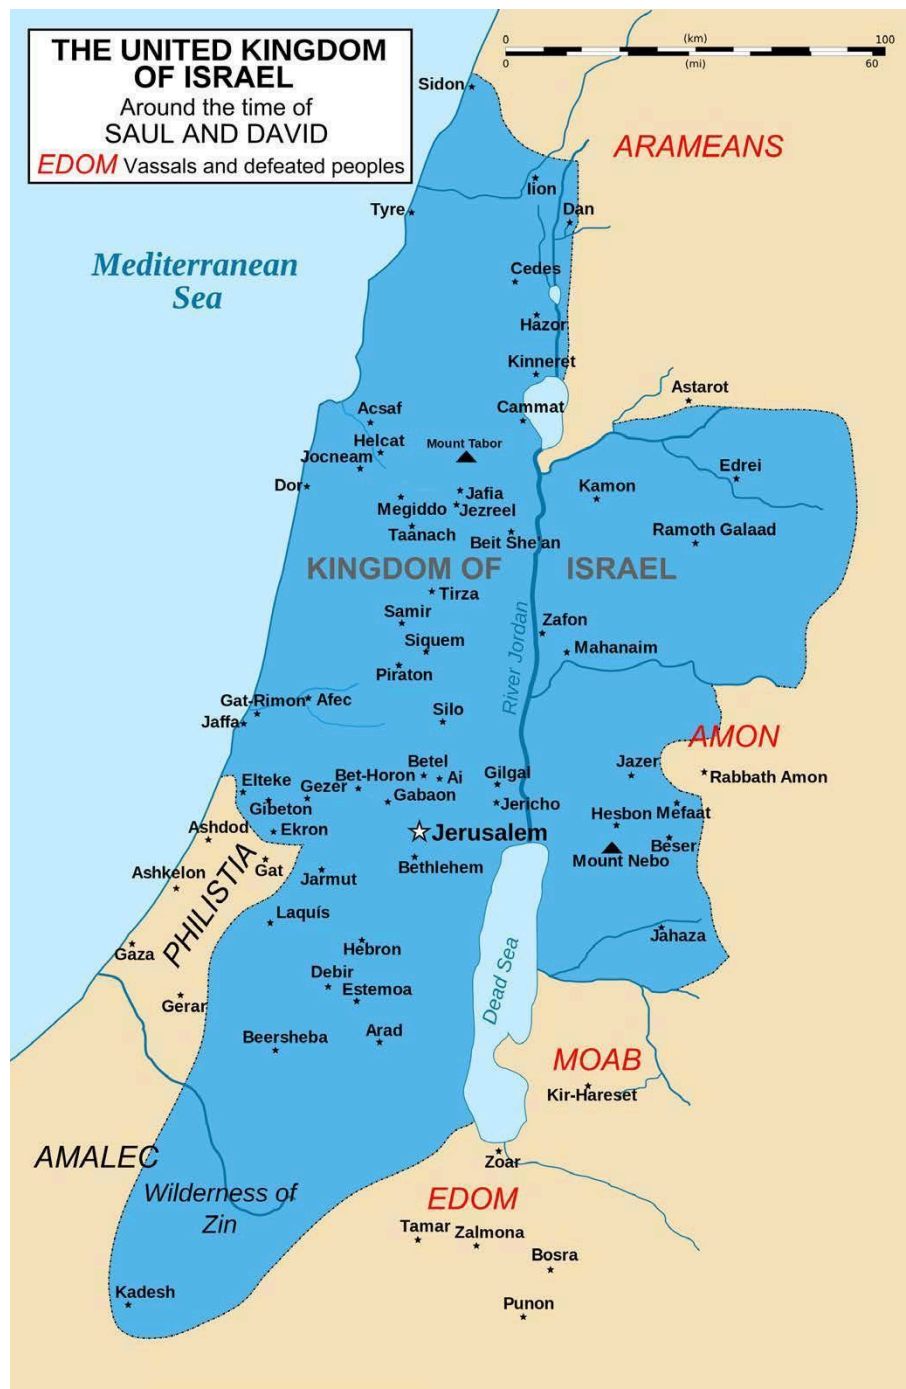 THE UNITED KINGDOM
OF ISRAEL
Around the time of
SAUL AND DAVID
EDOM Vassals and defeated peoples
0 (km) 100
0 (mi) 60
Sidon
ARAMEANS
Iion
Tyre
Dan
Mediterranean
Sea
Cedes
Hazor
Kinneret
Astarot
Acsaf
Cammat
Helcat
Mount Tabor
Jocneam
Edrei
Dor
Kamon
Jafia
Megiddo
Jezreel
Taanach
Ramoth Galaad
Beit She'an
KINGDOM OF ISRAEL
Tirza
Samir
Zafon
Siquem
Mahanaim
River Jordan
Piraton
Gat-Rimon
Afec
Silo
Jaffa
AMON
Betel
Jazer
Bet-Horon
Ai
Gilgal
Rabbath Amon
Elteke
Gezer
Gabaon
Jericho
Gibeton
Hesbon
Mefaat
Ashdod
Ekron
Jerusalem
Beser
Mount Nebo
Bethlehem
Ashkelon
Gat
Jarmut
PHILISTIA
Laquís
Jahaza
Hebron
Gaza
Debir
Dead Sea
Estemoa
Gerar
Arad
Beersheba
MOAB
Kir-Hareset
AMALEC
Zoar
Wilderness of
Zin
EDOM
Tamar
Zalmona
Bosra
Kadesh
Punon